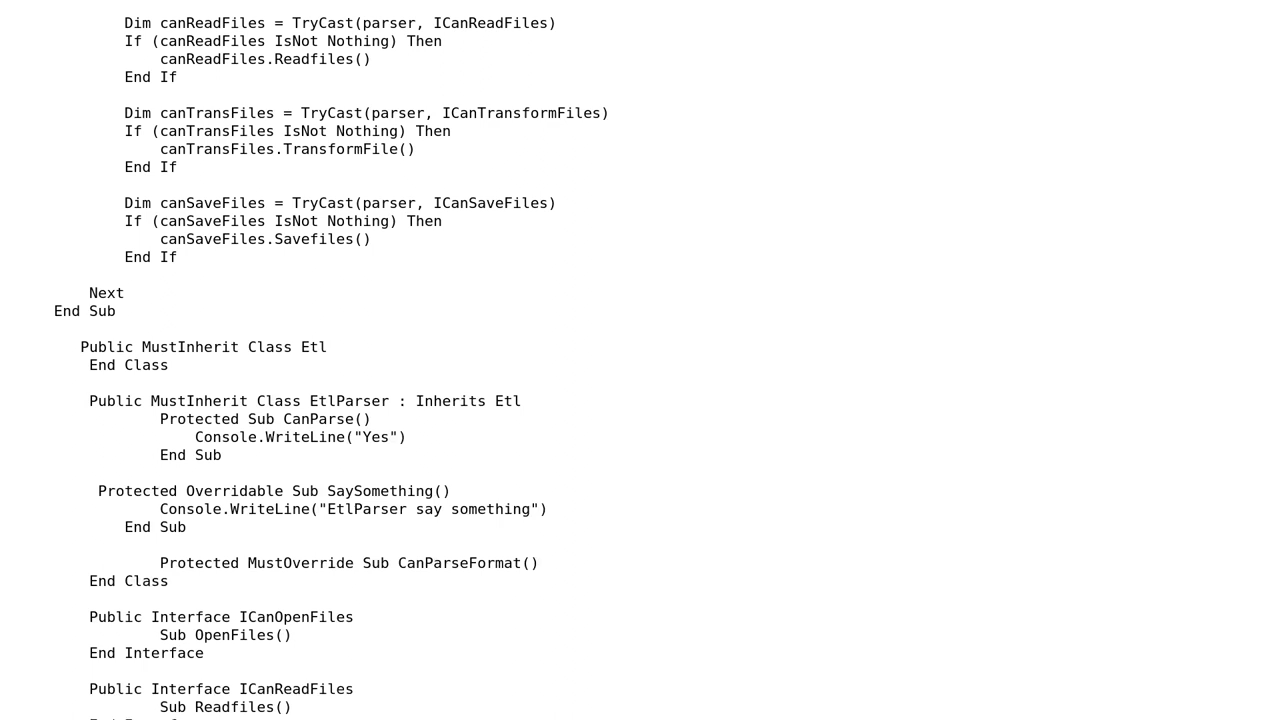 Dim canReadFiles = TryCast(parser, ICanReadFiles)
If (canReadFiles IsNot Nothing) Then
canReadFiles.Readfiles()
End If
Dim canTransFiles = TryCast(parser, ICanTransformFiles)
If (canTransFiles IsNot Nothing) Then
canTransFiles.TransformFile()
End If
Dim canSaveFiles = TryCast(parser, ICanSaveFiles)
If (canSaveFiles IsNot Nothing) Then
canSaveFiles.Savefiles()
End If
Next
End Sub
Public MustInherit Class Etl
End Class
Public MustInherit Class EtlParser : Inherits Etl
Protected Sub CanParse()
Console.WriteLine("Yes")
End Sub
Protected Overridable Sub SaySomething()
Console.WriteLine("EtlParser say something")
End Sub
Protected MustOverride Sub CanParseFormat()
End Class
Public Interface ICanOpenFiles
Sub OpenFiles()
End Interface
Public Interface ICanReadFiles
Sub Readfiles()